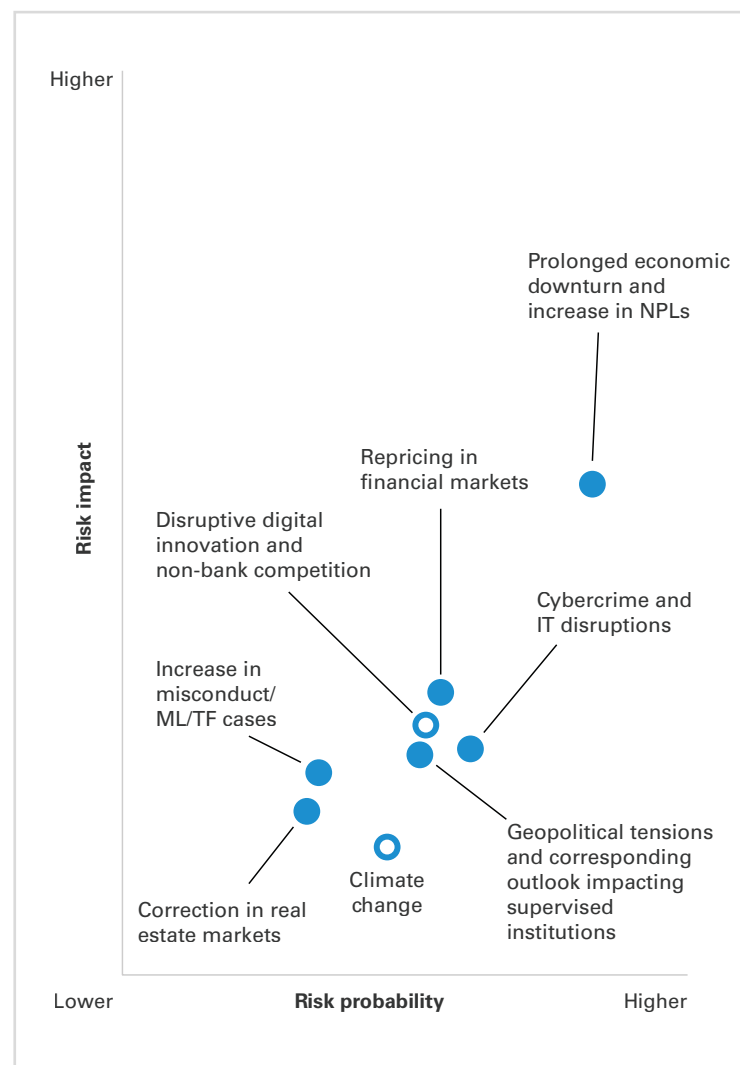 Higher
Prolonged economic
downturn and
increase in NPLs
Repricing in
financial markets
Risk impact
Disruptive digital
innovation and
non-bank competition
Cybercrime and
IT disruptions
Increase in
misconduct/
ML/TF cases
Geopolitical tensions
and corresponding
outlook impacting
supervised
institutions
Climate
change
Correction in real
estate markets
Lower
Risk probability
Higher